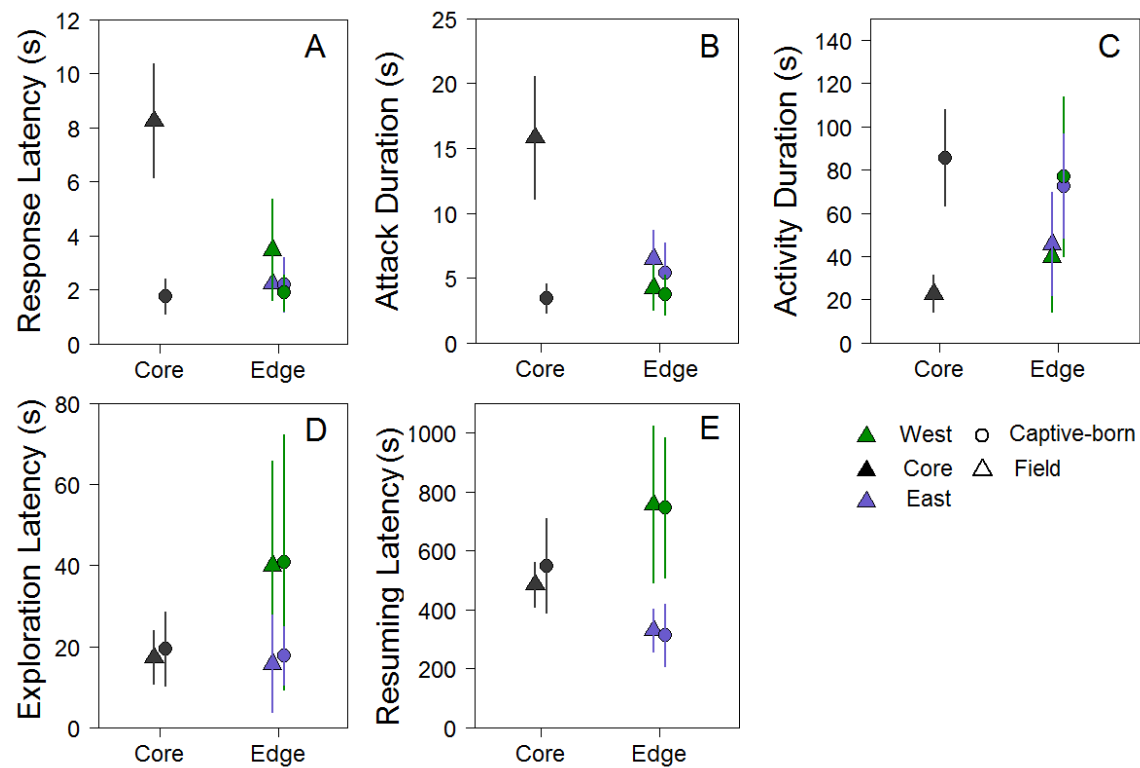 A
Response Latency (s)
12
10
8
6
4
2
0
Core Edge
B
Attack Duration (s)
25
20
15
10
5
0
Core Edge
C
Activity Duration (s)
140
120
100
80
60
40
20
0
Core Edge
D
Exploration Latency (s)
80
60
40
20
0
Core Edge
E
Resuming Latency (s)
1000
800
600
400
200
0
Core Edge
West Captive-born
Core Field
East